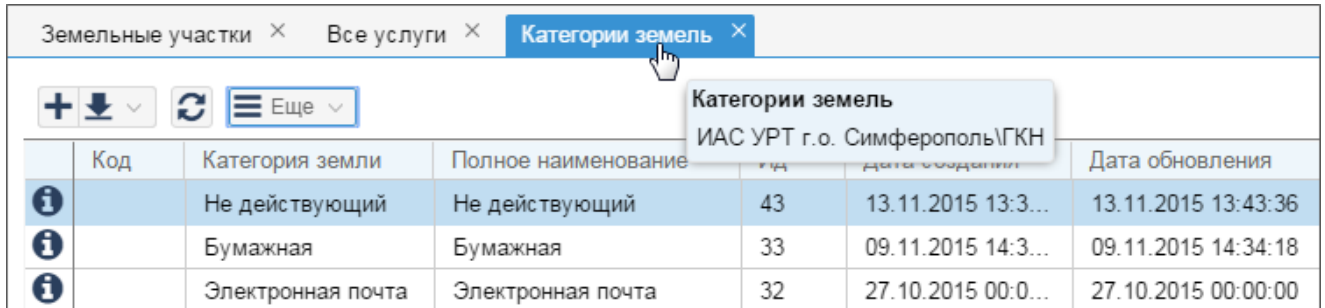 Земельные участки × Все услуги × Категории земель ×
Еще
Категории земель
ИАС УРТ г.о. Симферополь\ГКН
Код Категория земли Полное наименование Ид Дата создания Дата обновления
Не действующий Не действующий 43 13.11.2015 13:3... 13.11.2015 13:43:36
Бумажная Бумажная 33 09.11.2015 14:3... 09.11.2015 14:34:18
Электронная почта Электронная почта 32 27.10.2015 00:0... 27.10.2015 00:00:00